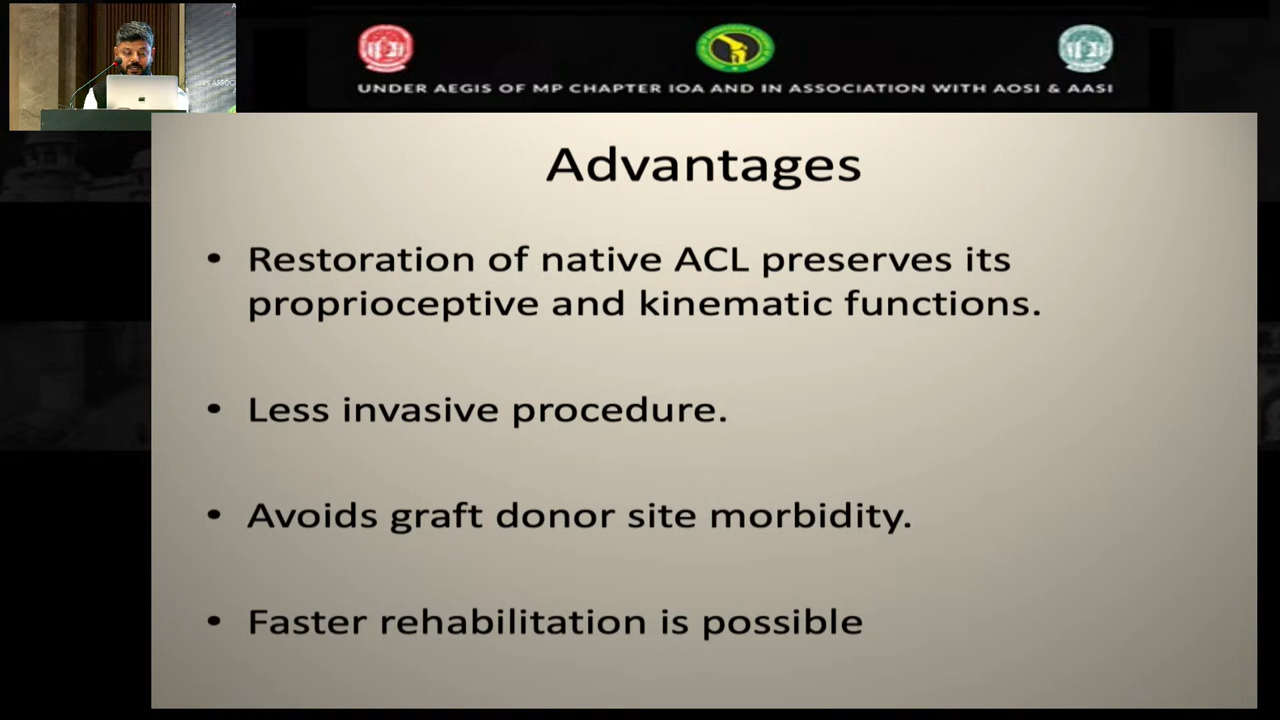 UNDER AEGIS OF MP CHAPTER IOA AND IN ASSOCIATION WITH AOSI & AASI
Advantages
• Restoration of native ACL preserves its
proprioceptive and kinematic functions.
• Less invasive procedure.
• Avoids graft donor site morbidity.
• Faster rehabilitation is possible